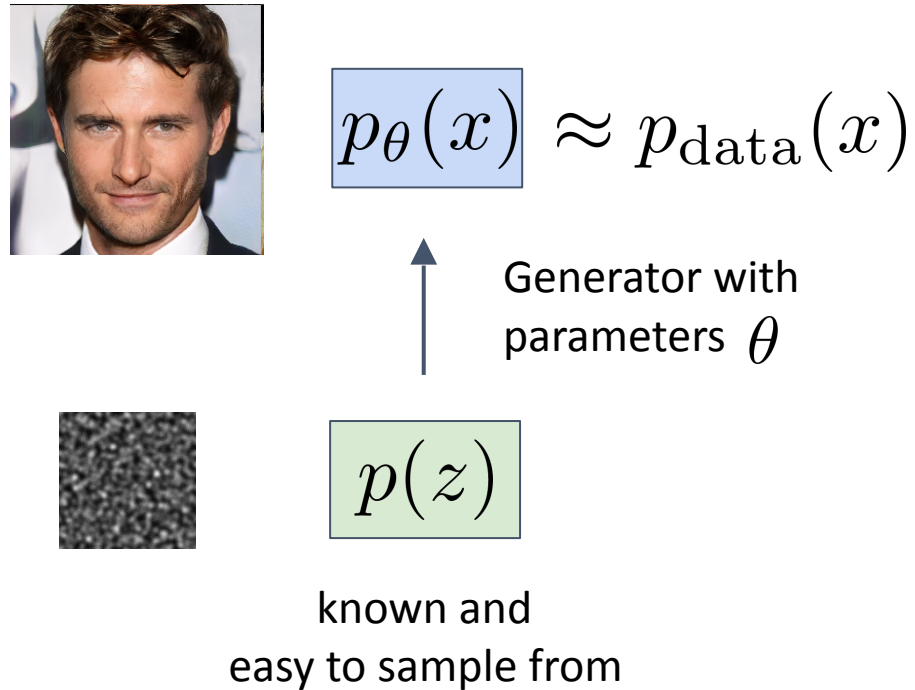 pθ(x) ≈ pdata(x)
Generator with
parameters θ
p(z)
known and
easy to sample from